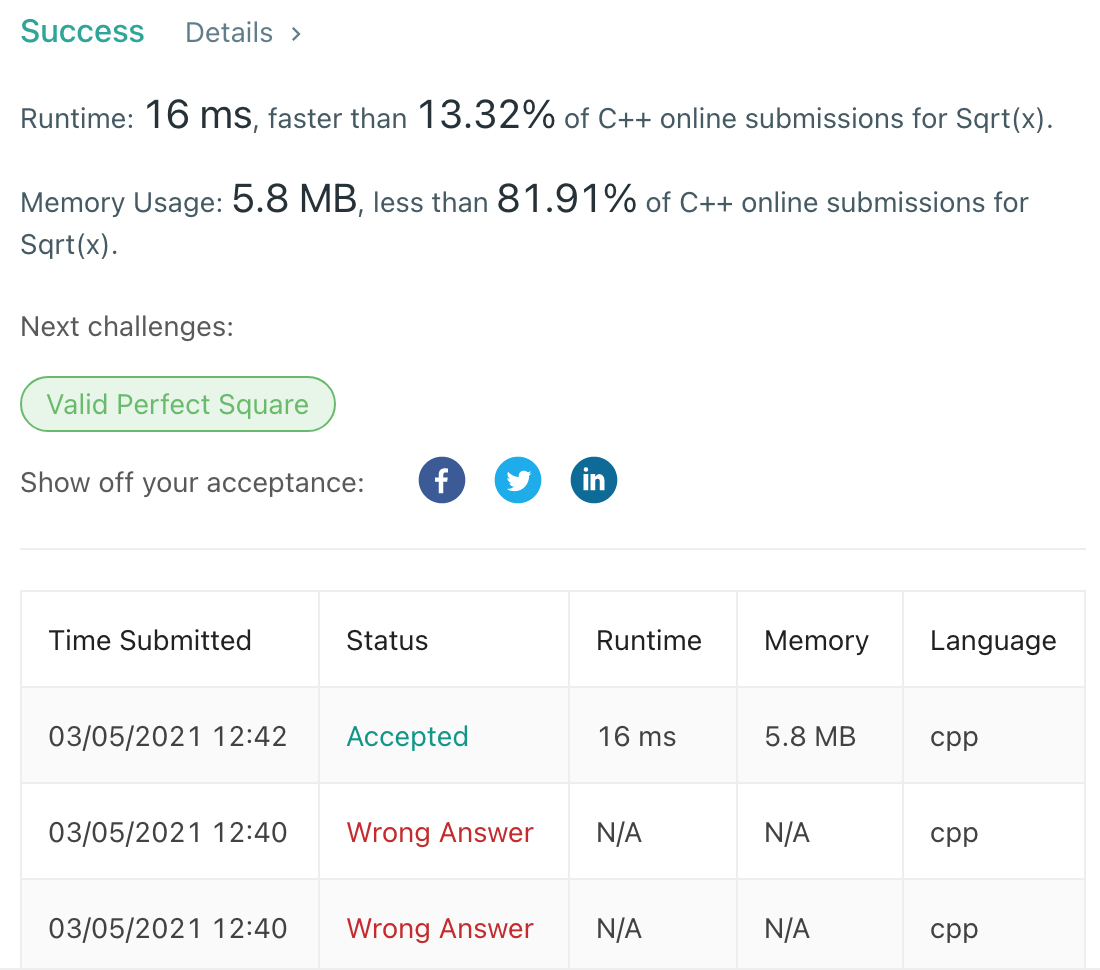 Success Details >
Runtime: 16 ms, faster than 13.32% of C++ online submissions for Sqrt(x).
Memory Usage: 5.8 MB, less than 81.91% of C++ online submissions for
Sqrt(x).
Next challenges:
Valid Perfect Square
Show off your acceptance: f in
Time Submitted Status Runtime Memory Language
03/05/2021 12:42 Accepted 16 ms 5.8 MB cpp
03/05/2021 12:40 Wrong Answer N/A N/A cpp
03/05/2021 12:40 Wrong Answer N/A N/A cpp